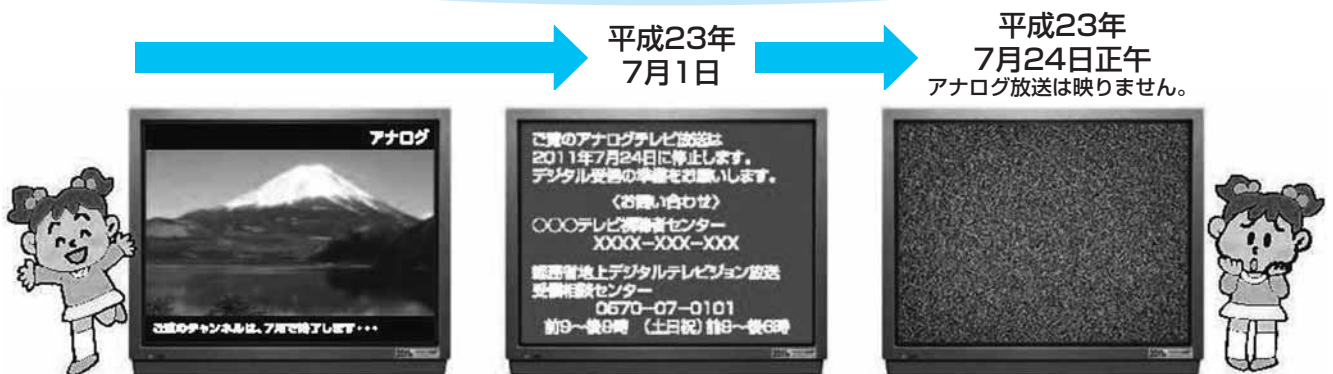 平成23年
7月1日
平成23年
7月24日正午
アナログ放送は映りません。
アナログ
ご覧のチャンネルは、7月で終了します・・・
ご覧のアナログテレビ放送は
2011年7月24日に停止します。
デジタル受信の準備をお願いします。
〈お問い合わせ〉
○○○テレビ視聴者センター
XXXX-XXX-XXX
総務省地上デジタルテレビジョン放送
受信相談センター
0570-07-0101
前9〜後9時 （土日祝）前9〜後6時